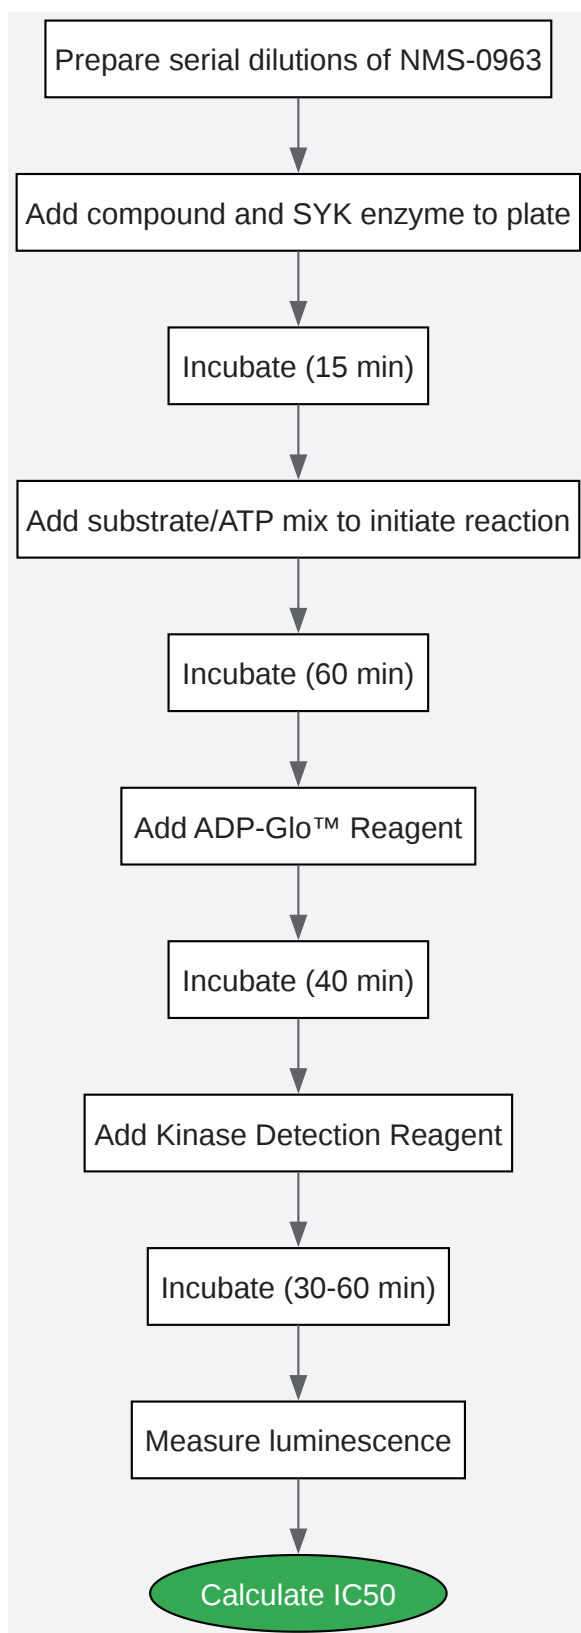 Prepare serial dilutions of NMS-0963
Add compound and SYK enzyme to plate
Incubate (15 min)
Add substrate/ATP mix to initiate reaction
Incubate (60 min)
Add ADP-Glo™ Reagent
Incubate (40 min)
Add Kinase Detection Reagent
Incubate (30-60 min)
Measure luminescence
Calculate IC50